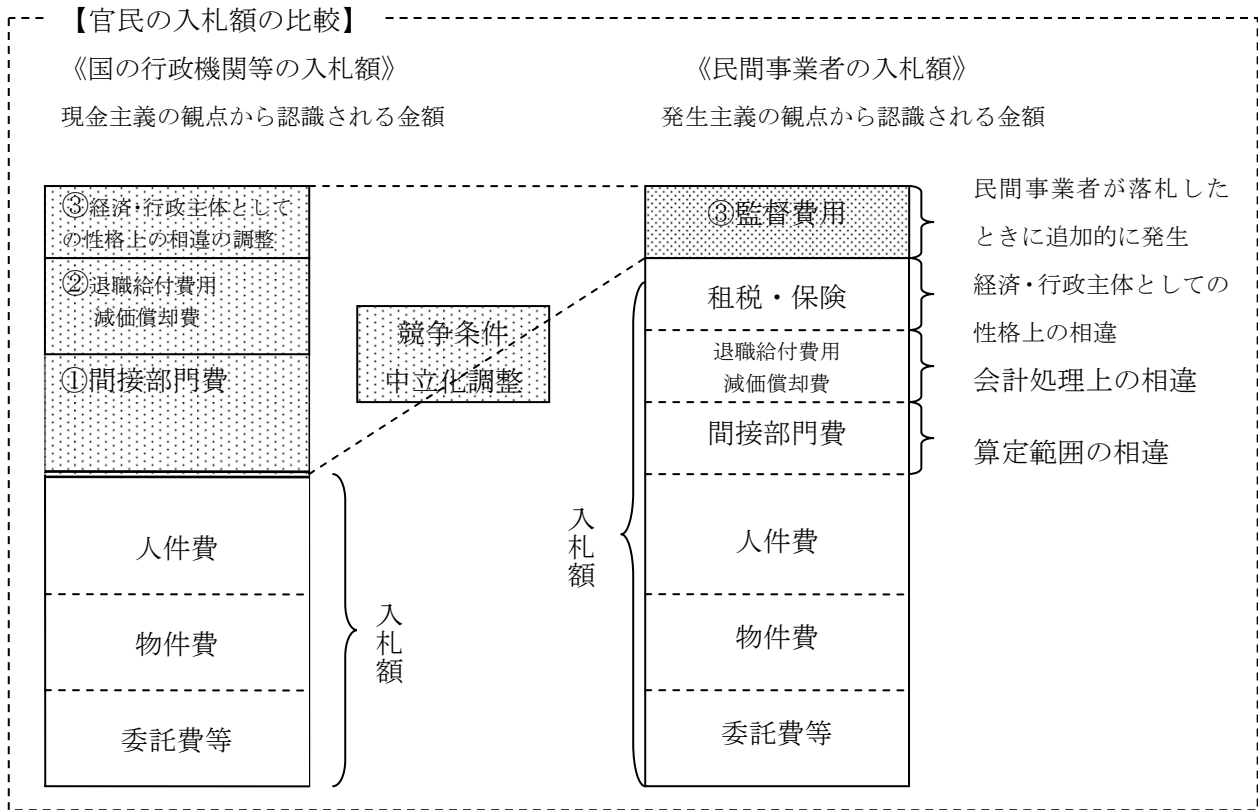 【官民の入札額の比較】
《国の行政機関等の入札額》
現金主義の観点から認識される金額
③経済・行政主体として
の性格上の相違の調整
②退職給付費用
減価償却費
①間接部門費
人件費
物件費
委託費等
入札額
競争条件
中立化調整
《民間事業者の入札額》
発生主義の観点から認識される金額
③監督費用
租税・保険
退職給付費用
減価償却費
間接部門費
人件費
物件費
委託費等
入札額
民間事業者が落札した
ときに追加的に発生
経済・行政主体としての
性格上の相違
会計処理上の相違
算定範囲の相違